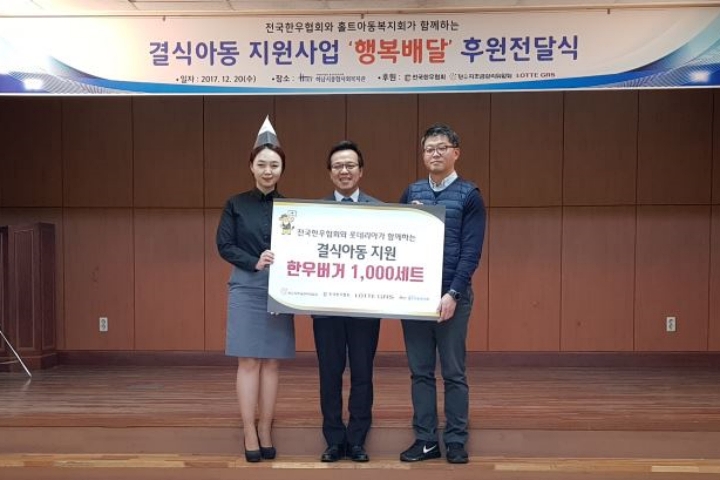 전국한우협회와 홀트아동복지회가 함께하는
결식아동 지원사업 '행복배달' 후원전달식
•일자 : 2017. 12. 20(수) •장소 : •후원 : 전국한우협회 LOTTE GRS
전국한우협회와 롯데리아가 함께하는
결식아동 지원
한우버거 1,000세트
LOTTE GRS